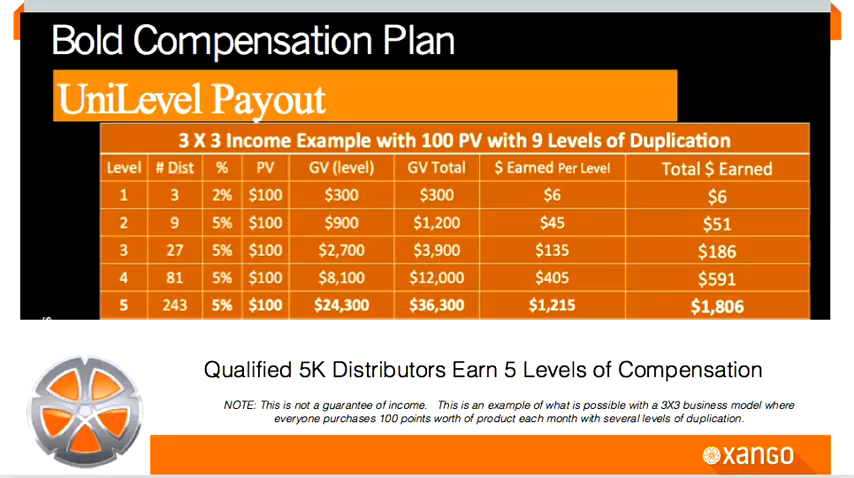 Bold Compensation Plan
UniLevel Payout
3 X 3 Income Example with 100 PV with 9 Levels of Duplication
Level # Dist % PV GV (level) GV Total $ Earned Per Level Total $ Earned
1 3 2% $100 $300 $300 $6 $6
2 9 5% $100 $900 $1,200 $45 $51
3 27 5% $100 $2,700 $3,900 $135 $186
4 81 5% $100 $8,100 $12,000 $405 $591
5 243 5% $100 $24,300 $36,300 $1,215 $1,806
Qualified 5K Distributors Earn 5 Levels of Compensation
NOTE: This is not a guarantee of income. This is an example of what is possible with a 3X3 business model where
everyone purchases 100 points worth of product each month with several levels of duplication.
xango